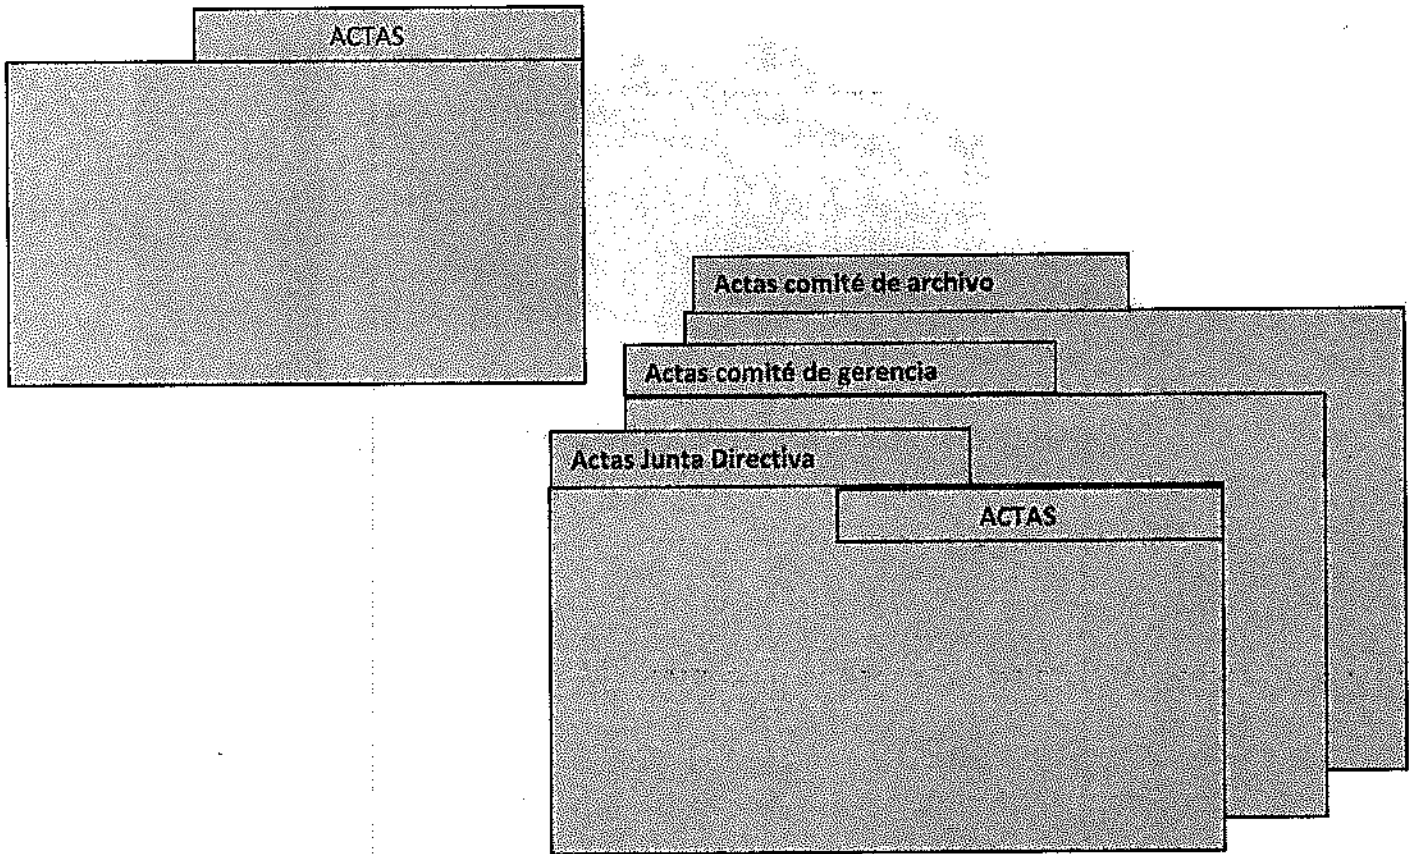 ACTAS
Actas comité de archivo
Actas comité de gerencia
Actas Junta Directiva
ACTAS